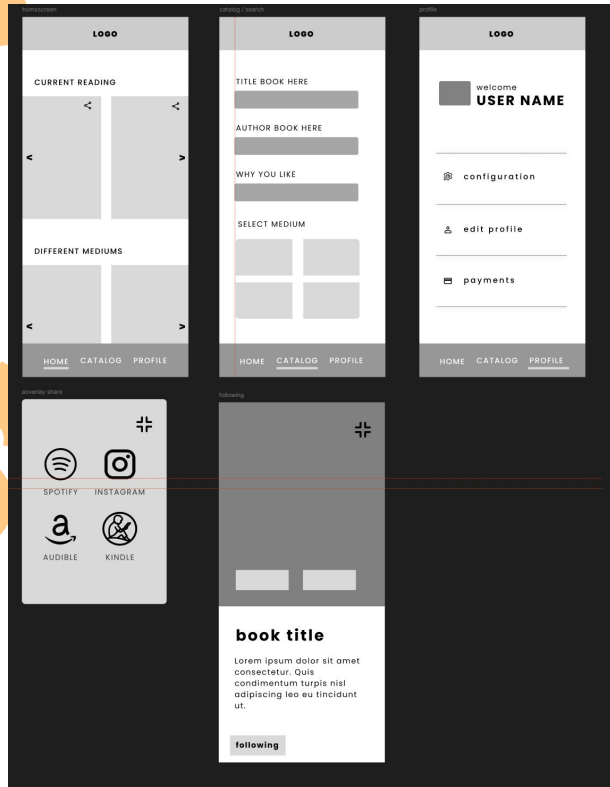 homescreen
LOGO
CURRENT READING
<
>
DIFFERENT MEDIUMS
<
>
HOME CATALOG PROFILE
catalog / search
LOGO
TITLE BOOK HERE
AUTHOR BOOK HERE
WHY YOU LIKE
SELECT MEDIUM
HOME CATALOG PROFILE
profile
LOGO
welcome
USER NAME
configuration
edit profile
payments
HOME CATALOG PROFILE
share
SPOTIFY INSTAGRAM
a
AUDIBLE KINDLE
following
book title
Lorem ipsum dolor sit amet
consectetur. Quis
condimentum turpis nisl
adipiscing leo eu tincidunt
ut.
following